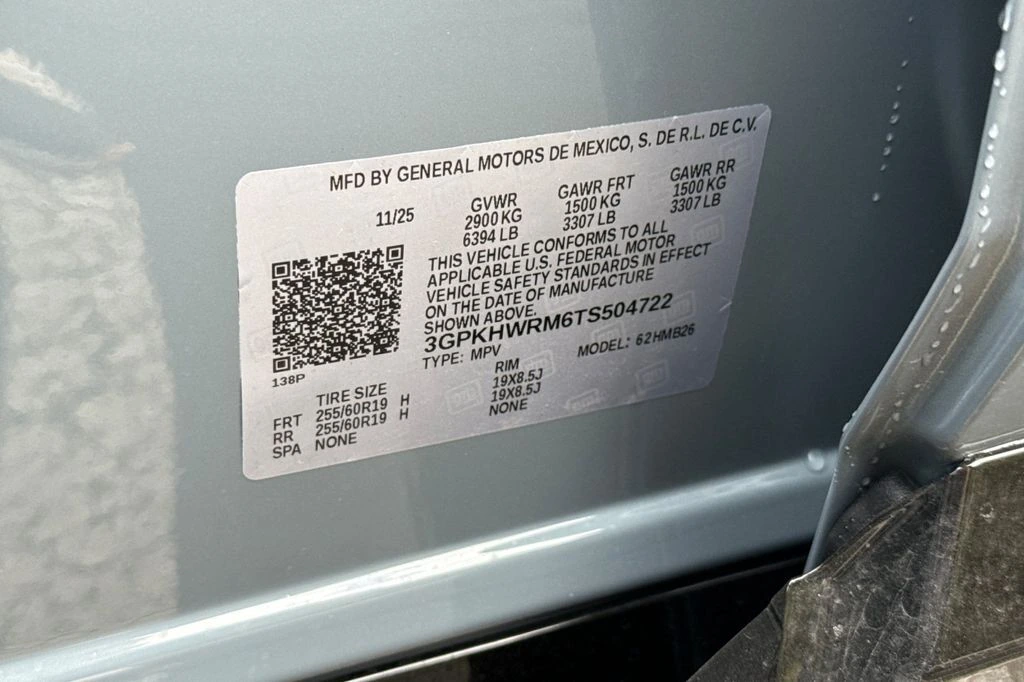 MFD BY GENERAL MOTORS DE MEXICO, S. DE R.L. DE C.V.
11/25
GVWR
2900 KG
6394 LB
GAWR FRT
1500 KG
3307 LB
GAWR RR
1500 KG
3307 LB
THIS VEHICLE CONFORMS TO ALL
APPLICABLE U.S. FEDERAL MOTOR
VEHICLE SAFETY STANDARDS IN EFFECT
ON THE DATE OF MANUFACTURE
SHOWN ABOVE.
3GPKHWRM6TS504722
TYPE: MPV MODEL: 62HMB26
138P
TIRE SIZE RIM
FRT 255/60R19 H 19X8.5J
RR 255/60R19 H 19X8.5J
SPA NONE NONE